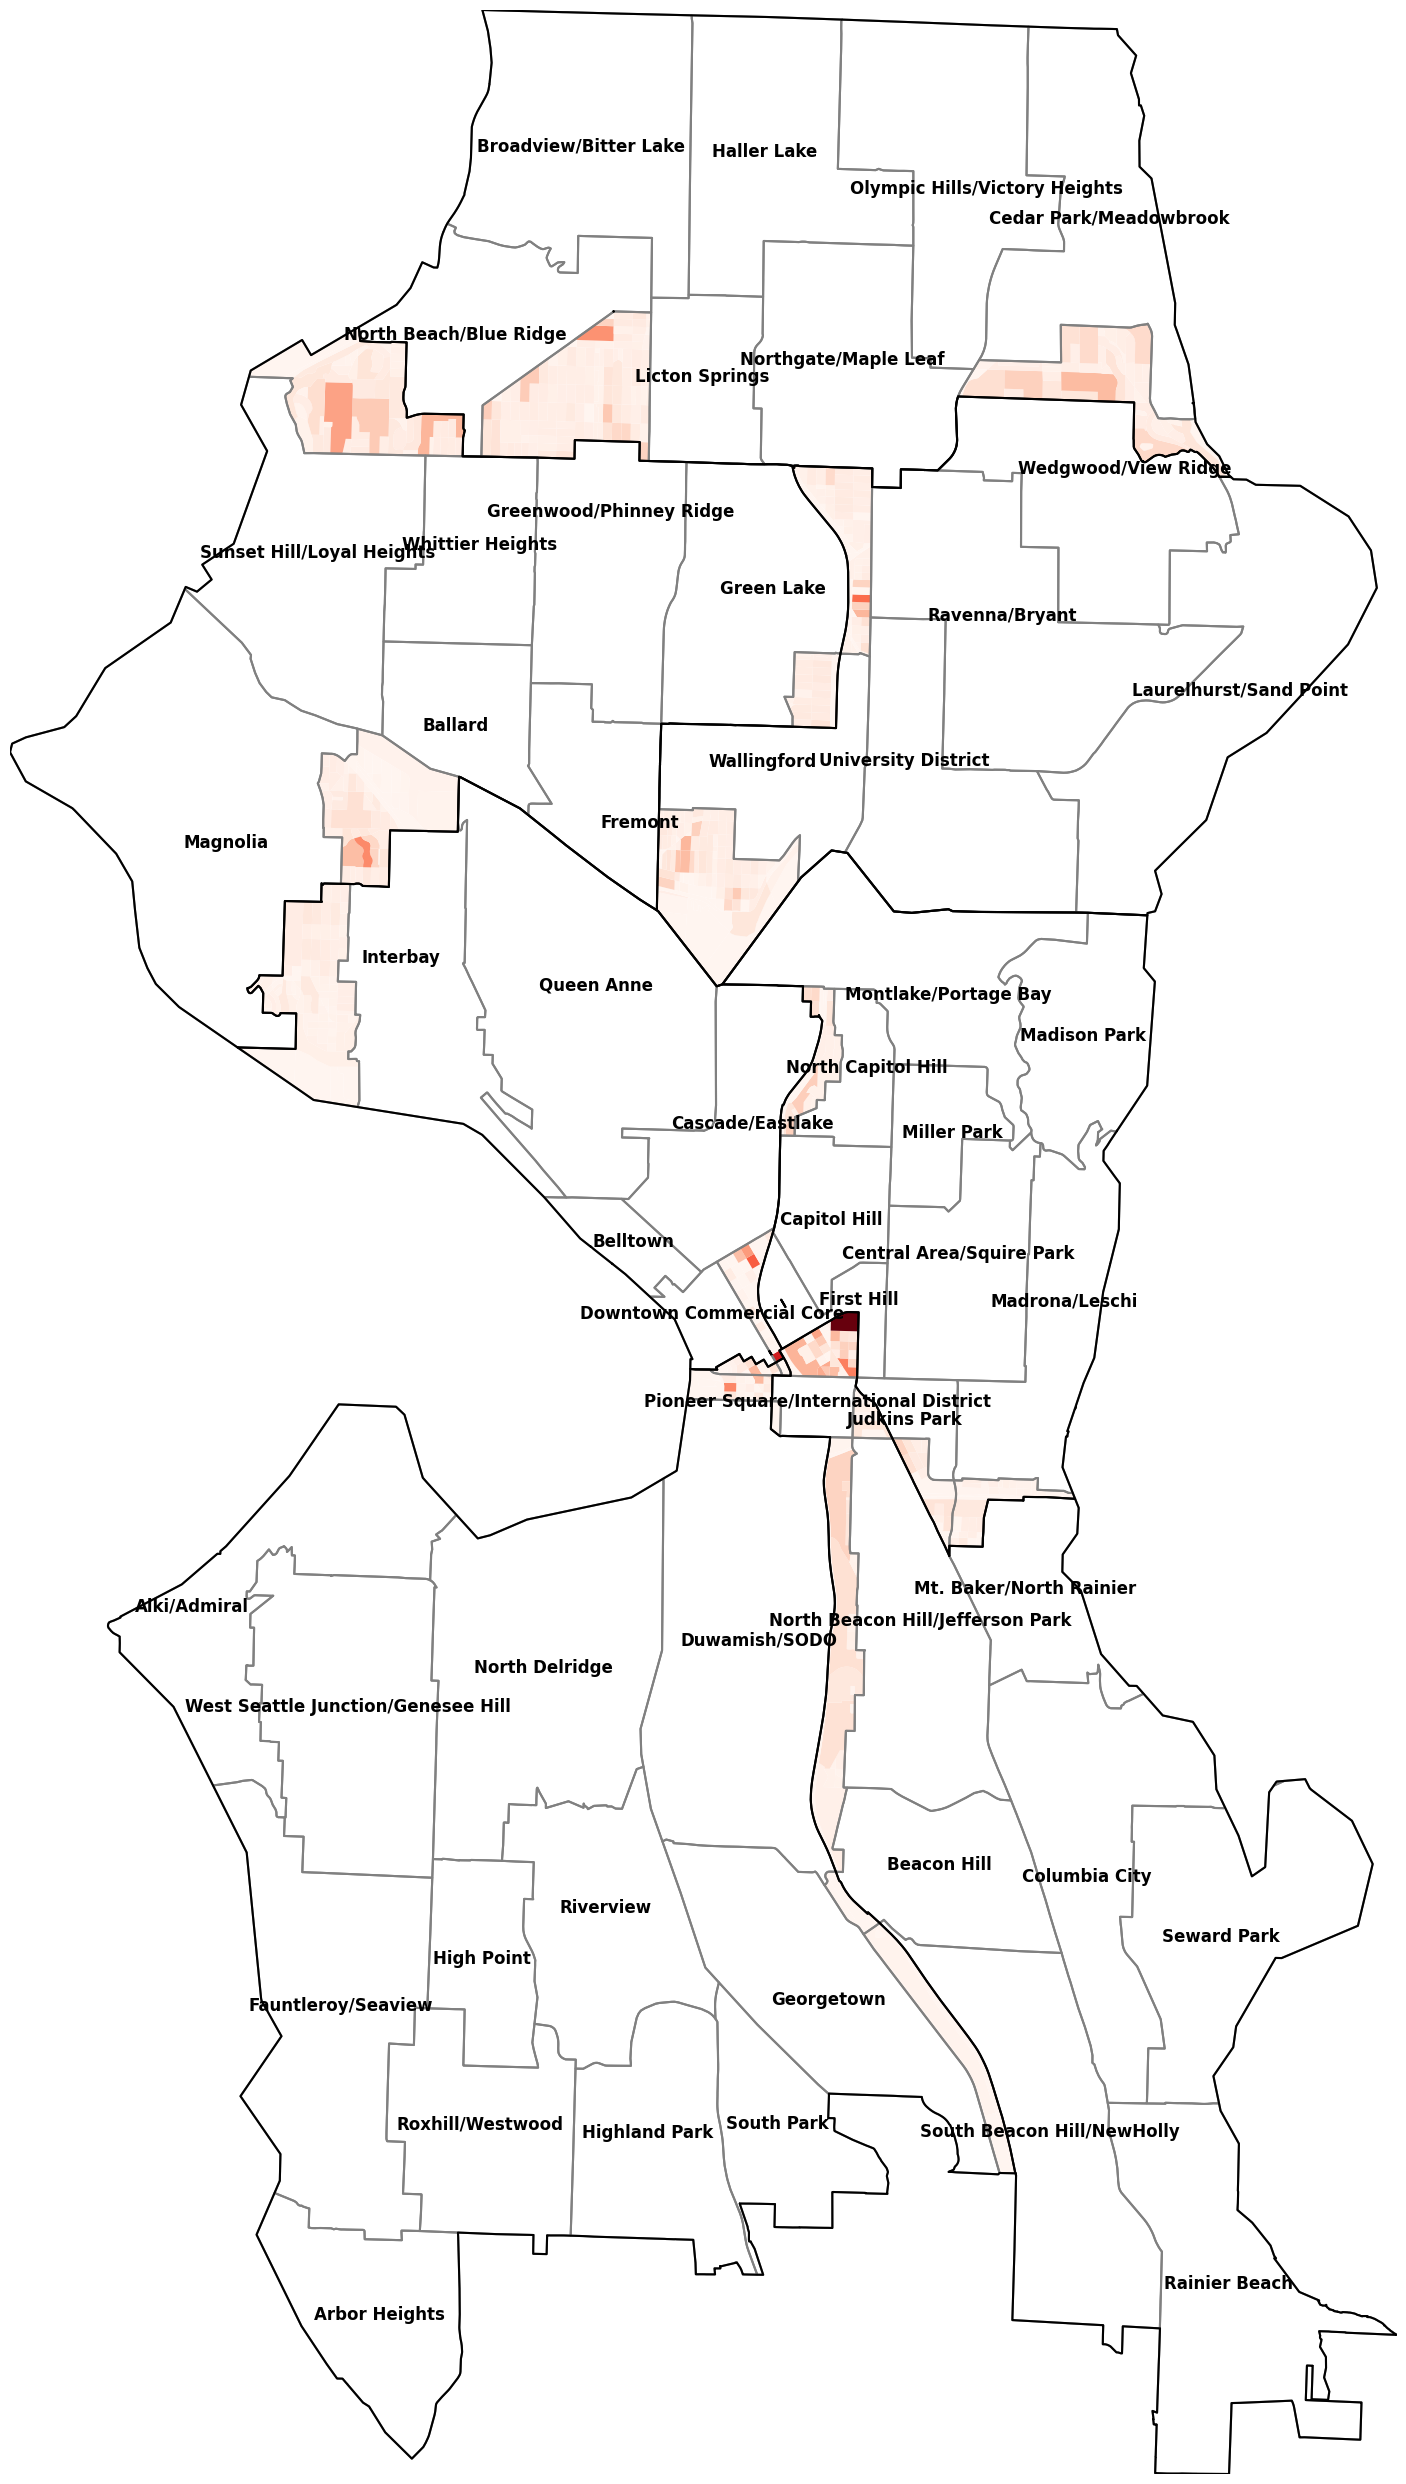 Broadview/Bitter Lake
Haller Lake
Olympic Hills/Victory Heights
Cedar Park/Meadowbrook
North Beach/Blue Ridge
Northgate/Maple Leaf
Licton Springs
Wedgwood/View Ridge
Greenwood/Phinney Ridge
Whittier Heights
Sunset Hill/Loyal Heights
Green Lake
Ravenna/Bryant
Laurelhurst/Sand Point
Ballard
Wallingford
University District
Fremont
Magnolia
Interbay
Queen Anne
Montlake/Portage Bay
Madison Park
North Capitol Hill
Cascade/Eastlake
Miller Park
Capitol Hill
Belltown
Central Area/Squire Park
First Hill
Madrona/Leschi
Downtown Commercial Core
Pioneer Square/International District
Judkins Park
Mt. Baker/North Rainier
Alki/Admiral
North Beacon Hill/Jefferson Park
Duwamish/SODO
North Delridge
West Seattle Junction/Genesee Hill
Beacon Hill
Columbia City
Riverview
Seward Park
High Point
Georgetown
Fauntleroy/Seaview
South Park
Roxhill/Westwood
Highland Park
South Beacon Hill/NewHolly
Rainier Beach
Arbor Heights